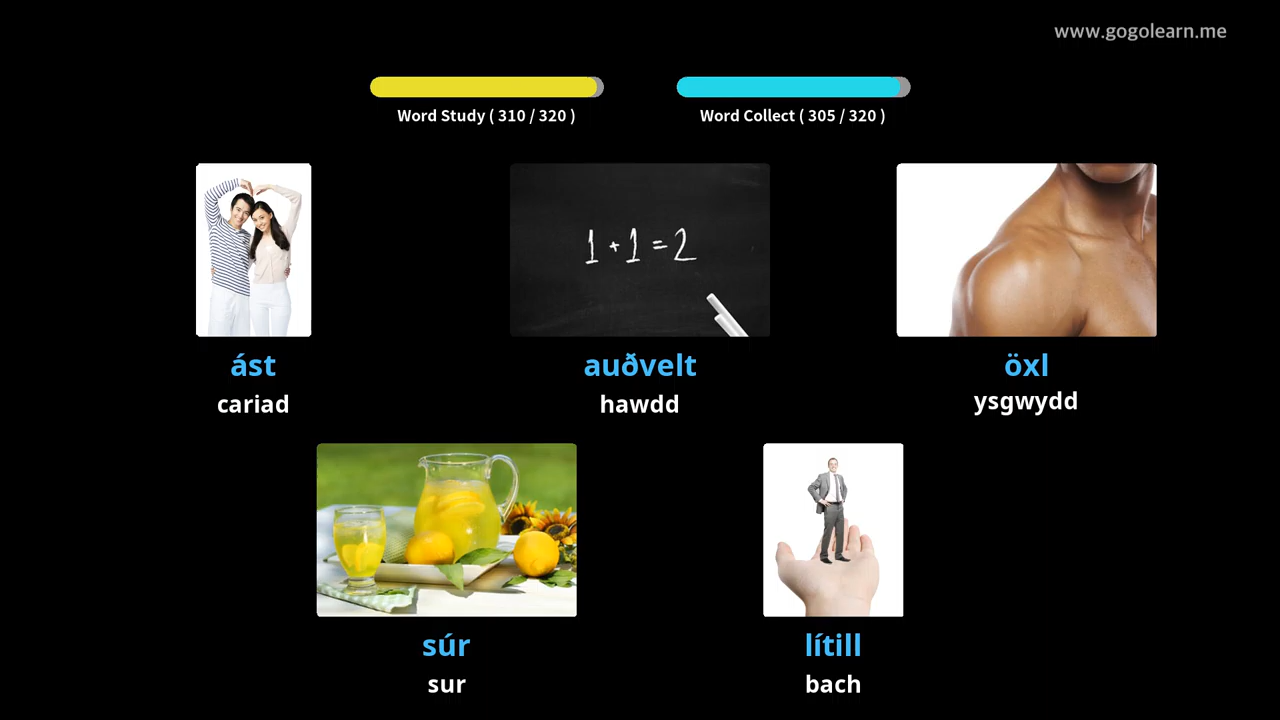 www.gogolearn.me
Word Study ( 310 / 320 )
Word Collect ( 305 / 320 )
1 + 1 = 2
ást
auðvelt
öxl
cariad
hawdd
ysgwydd
súr
lítill
sur
bach